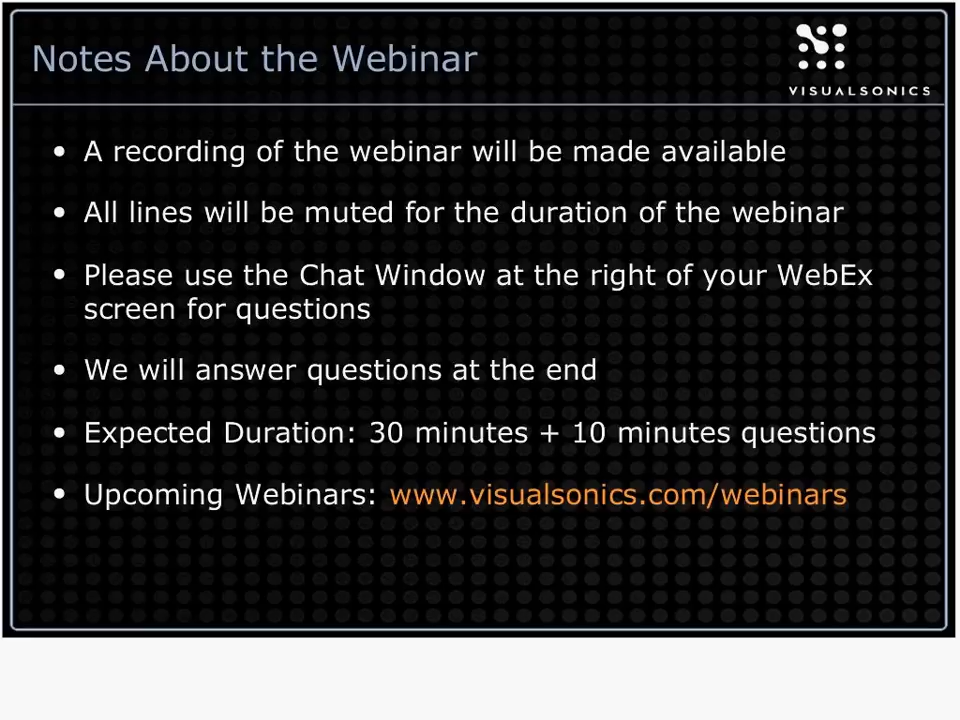 Notes About the Webinar
VISUALSONICS
• A recording of the webinar will be made available
• All lines will be muted for the duration of the webinar
• Please use the Chat Window at the right of your WebEx
screen for questions
• We will answer questions at the end
• Expected Duration: 30 minutes + 10 minutes questions
• Upcoming Webinars: www.visualsonics.com/webinars